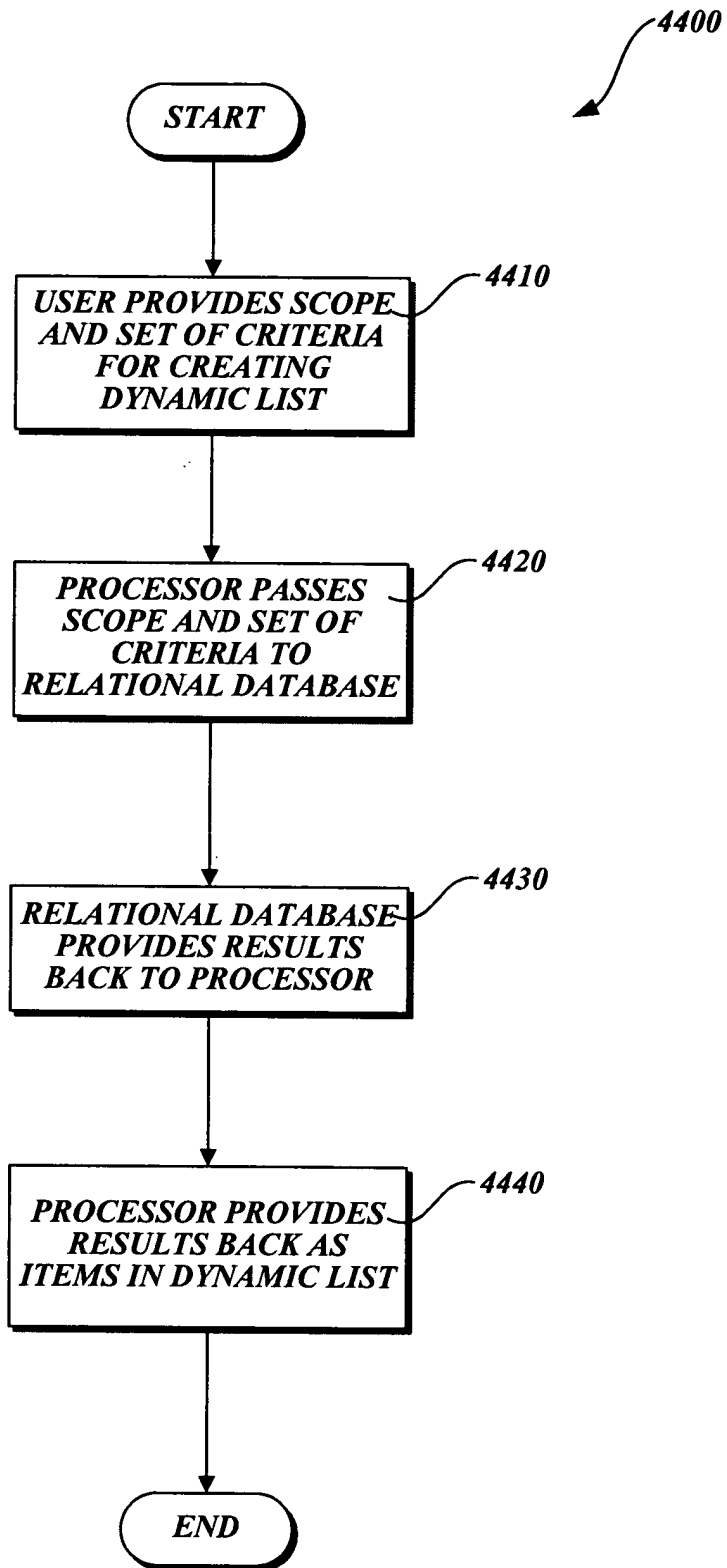 4400
START
4410
USER PROVIDES SCOPE
AND SET OF CRITERIA
FOR CREATING
DYNAMIC LIST
4420
PROCESSOR PASSES
SCOPE AND SET OF
CRITERIA TO
RELATIONAL DATABASE
4430
RELATIONAL DATABASE
PROVIDES RESULTS
BACK TO PROCESSOR
4440
PROCESSOR PROVIDES
RESULTS BACK AS
ITEMS IN DYNAMIC LIST
END